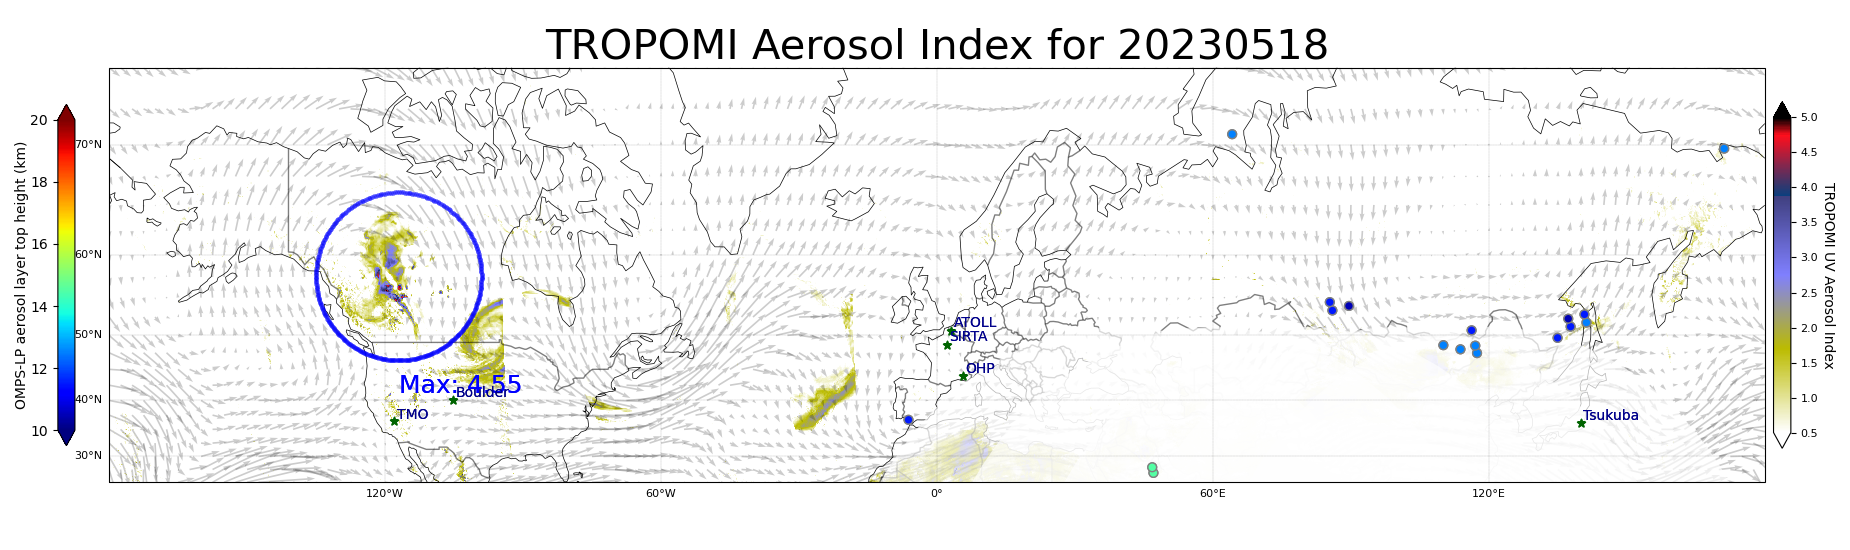 TROPOMI Aerosol Index for 20230518
OMPS-LP aerosol layer top height (km)
20
18
16
14
12
10
70°N
60°N
50°N
40°N
30°N
120°W
60°W
0°
60°E
120°E
Max: 4.55
Boulder
TMO
ATOLL
SIRTA
OHP
Tsukuba
5.0
4.5
4.0
3.5
3.0
2.5
2.0
1.5
1.0
0.5
TROPOMI UV Aerosol Index